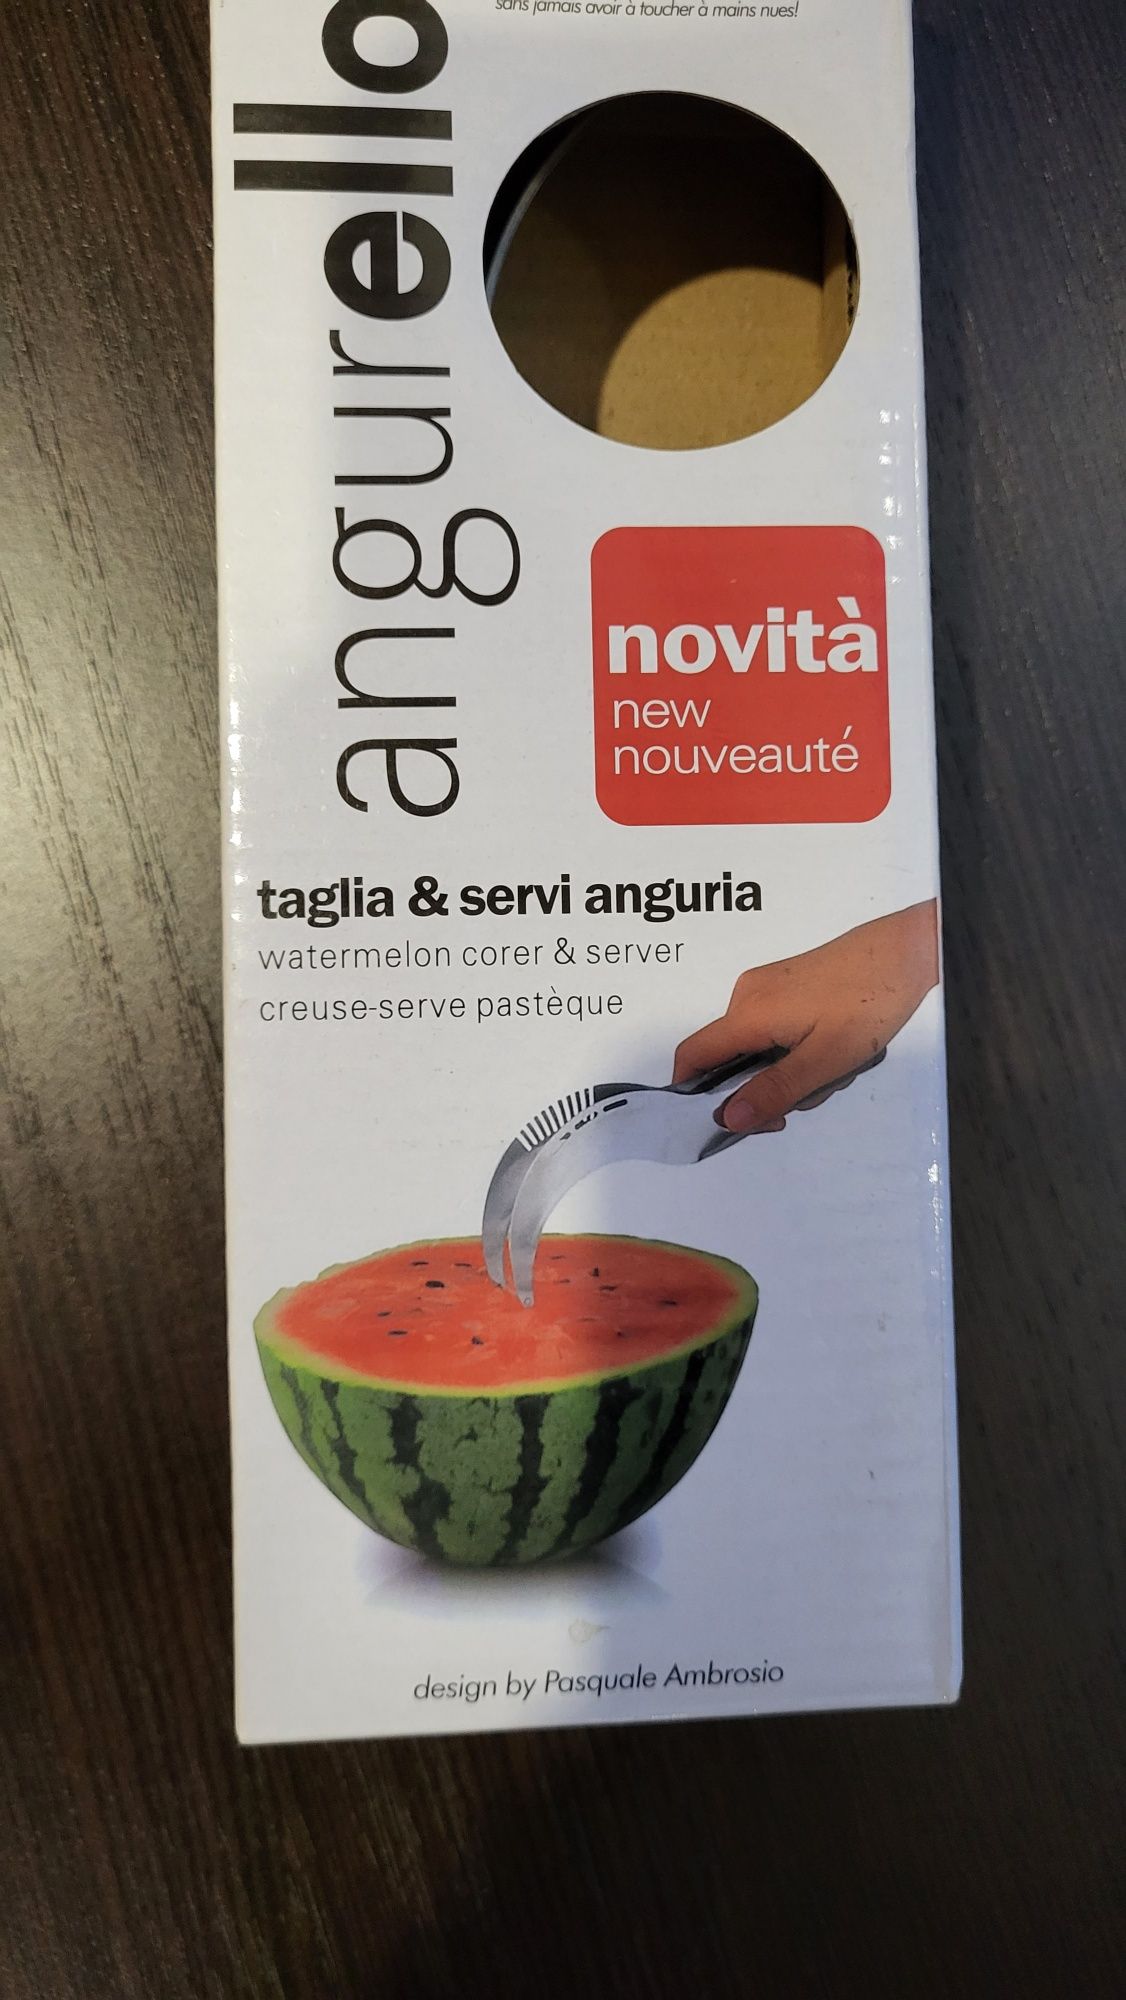 sans jamais avoir à toucher à mains nues!
angurello
novità
new
nouveauté
taglia & servi anguria
watermelon corer & server
creuse-serve pastèque
design by Pasquale Ambrosio